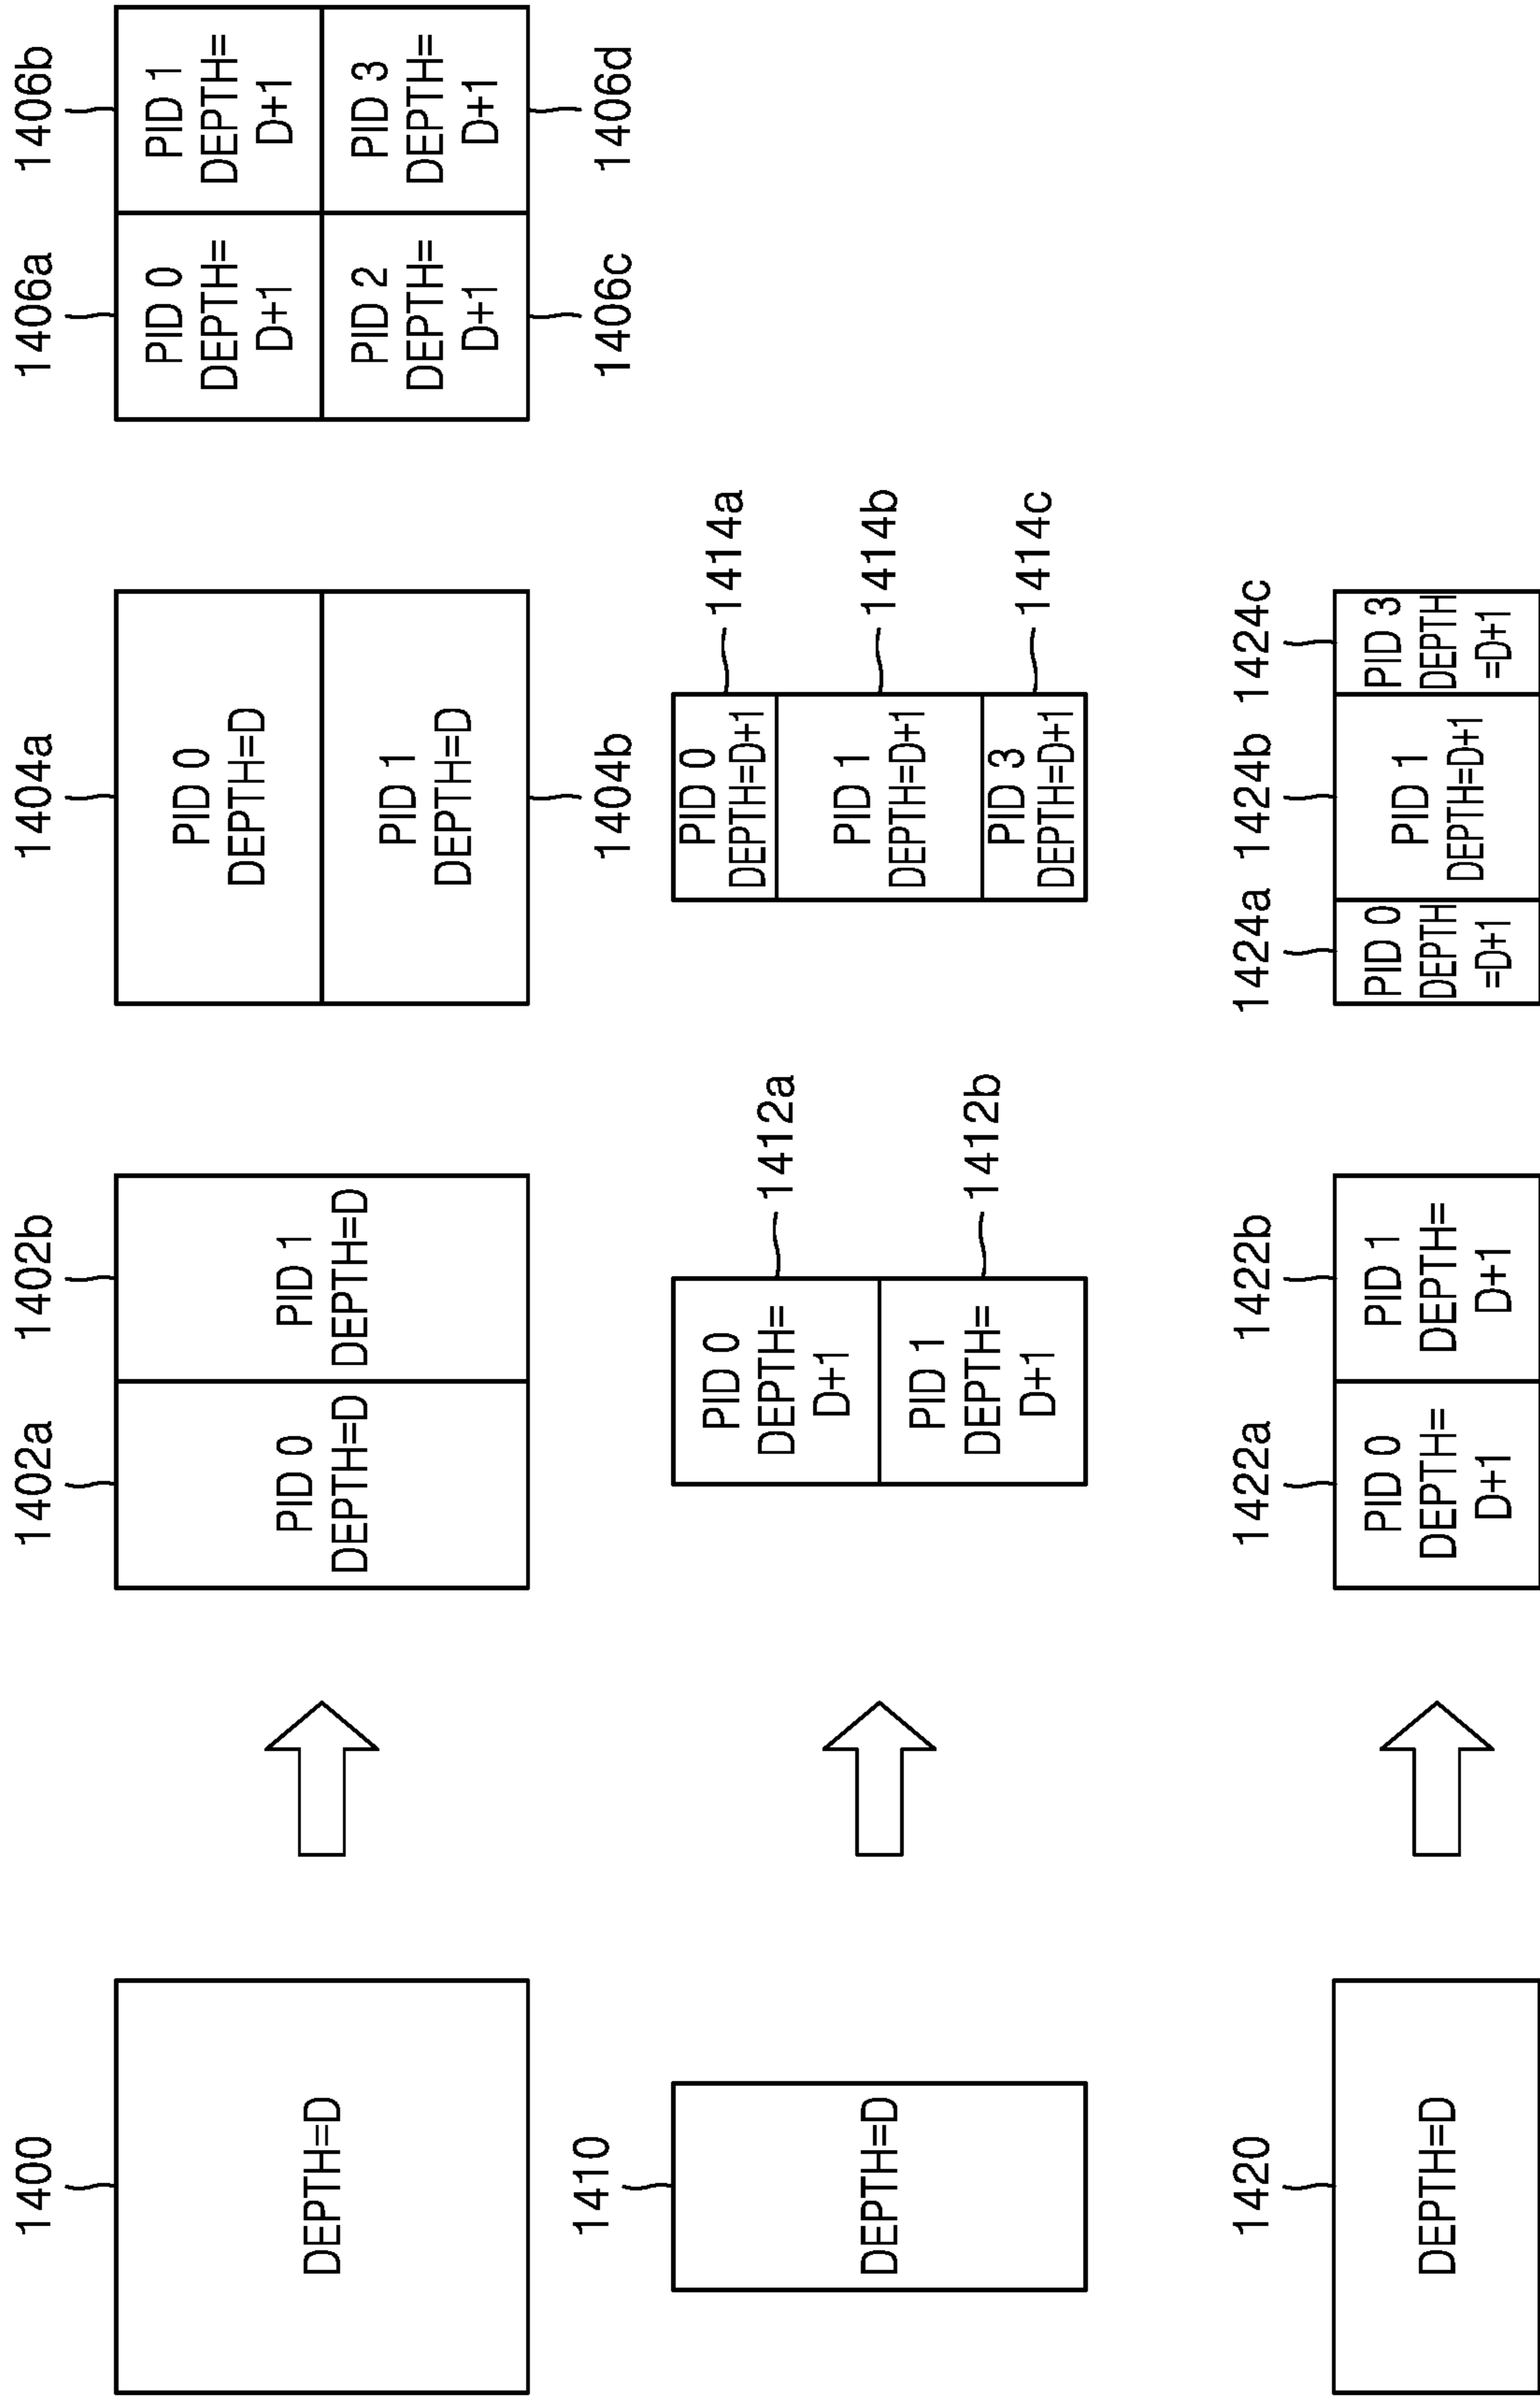 1400
DEPTH=D
1402a
1402b
PID 0
DEPTH=D
PID 1
DEPTH=D
1404a
PID 0
DEPTH=D
PID 1
DEPTH=D
1404b
1406a
1406b
PID 0
DEPTH=
D+1
PID 1
DEPTH=
D+1
PID 2
DEPTH=
D+1
PID 3
DEPTH=
D+1
1406c
1406d
1410
DEPTH=D
PID 0
DEPTH=
D+1
1412a
PID 1
DEPTH=
D+1
1412b
PID 0
DEPTH=D+1
1414a
PID 1
DEPTH=D+1
1414b
PID 3
DEPTH=D+1
1414c
1420
DEPTH=D
1422a
1422b
PID 0
DEPTH=
D+1
PID 1
DEPTH=
D+1
1424a
1424b
1424c
PID 0
DEPTH
=D+1
PID 1
DEPTH=D+1
PID 3
DEPTH
=D+1